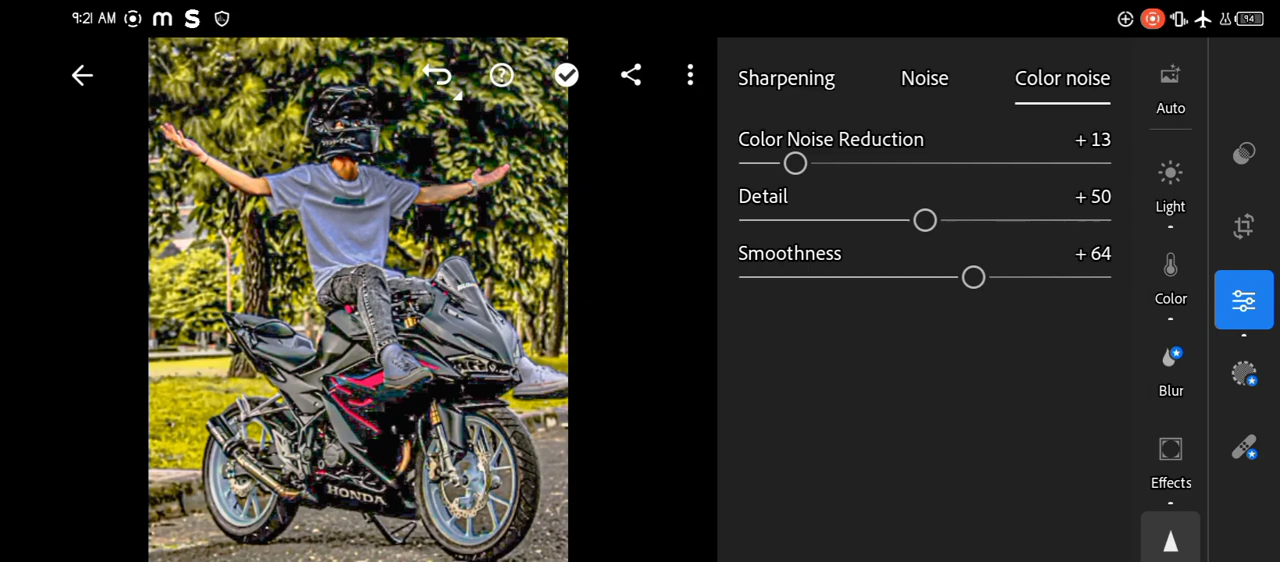 9:21 AM
94
Sharpening Noise Color noise
Color Noise Reduction + 13
Detail + 50
Smoothness + 64
Auto
Light
Color
Blur
Effects
HONDA